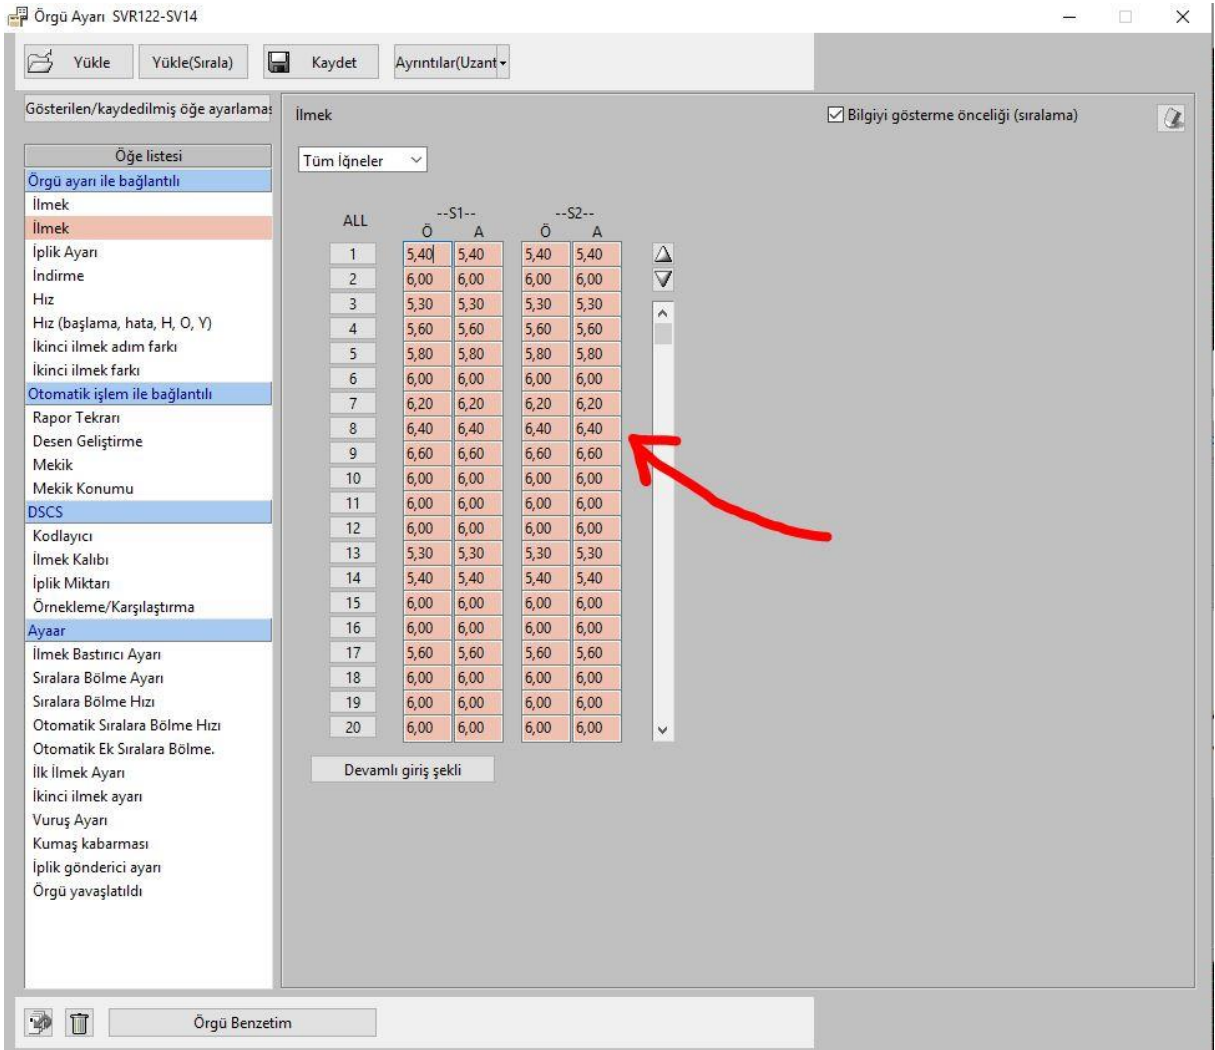 Örgü Ayarı SVR122-SV14
Yükle Yükle(Sırala) Kaydet Ayrıntılar(Uzant
Gösterilen/kaydedilmiş öğe ayarlamas
Öğe listesi
Örgü ayarı ile bağlantılı
İlmek
İlmek
İplik Ayarı
İndirme
Hız
Hız (başlama, hata, H, O, Y)
İkinci ilmek adım farkı
İkinci ilmek farkı
Otomatik işlem ile bağlantılı
Rapor Tekrarı
Desen Geliştirme
Mekik
Mekik Konumu
DSCS
Kodlayıcı
İlmek Kalıbı
İplik Miktarı
Örnekleme/Karşılaştırma
Ayaar
İlmek Bastırıcı Ayarı
Sıralara Bölme Ayarı
Sıralara Bölme Hızı
Otomatik Sıralara Bölme Hızı
Otomatik Ek Sıralara Bölme.
İlk İlmek Ayarı
İkinci ilmek ayarı
Vuruş Ayarı
Kumaş kabarması
İplik gönderici ayarı
Örgü yavaşlatıldı
İlmek
Bilgiyi gösterme önceliği (sıralama)
Tüm İğneler
--S1-- --S2--
ALL Ö A Ö A
1 5,40 5,40 5,40 5,40
2 6,00 6,00 6,00 6,00
3 5,30 5,30 5,30 5,30
4 5,60 5,60 5,60 5,60
5 5,80 5,80 5,80 5,80
6 6,00 6,00 6,00 6,00
7 6,20 6,20 6,20 6,20
8 6,40 6,40 6,40 6,40
9 6,60 6,60 6,60 6,60
10 6,00 6,00 6,00 6,00
11 6,00 6,00 6,00 6,00
12 6,00 6,00 6,00 6,00
13 5,30 5,30 5,30 5,30
14 5,40 5,40 5,40 5,40
15 6,00 6,00 6,00 6,00
16 6,00 6,00 6,00 6,00
17 5,60 5,60 5,60 5,60
18 6,00 6,00 6,00 6,00
19 6,00 6,00 6,00 6,00
20 6,00 6,00 6,00 6,00
Devamlı giriş şekli
Örgü Benzetim